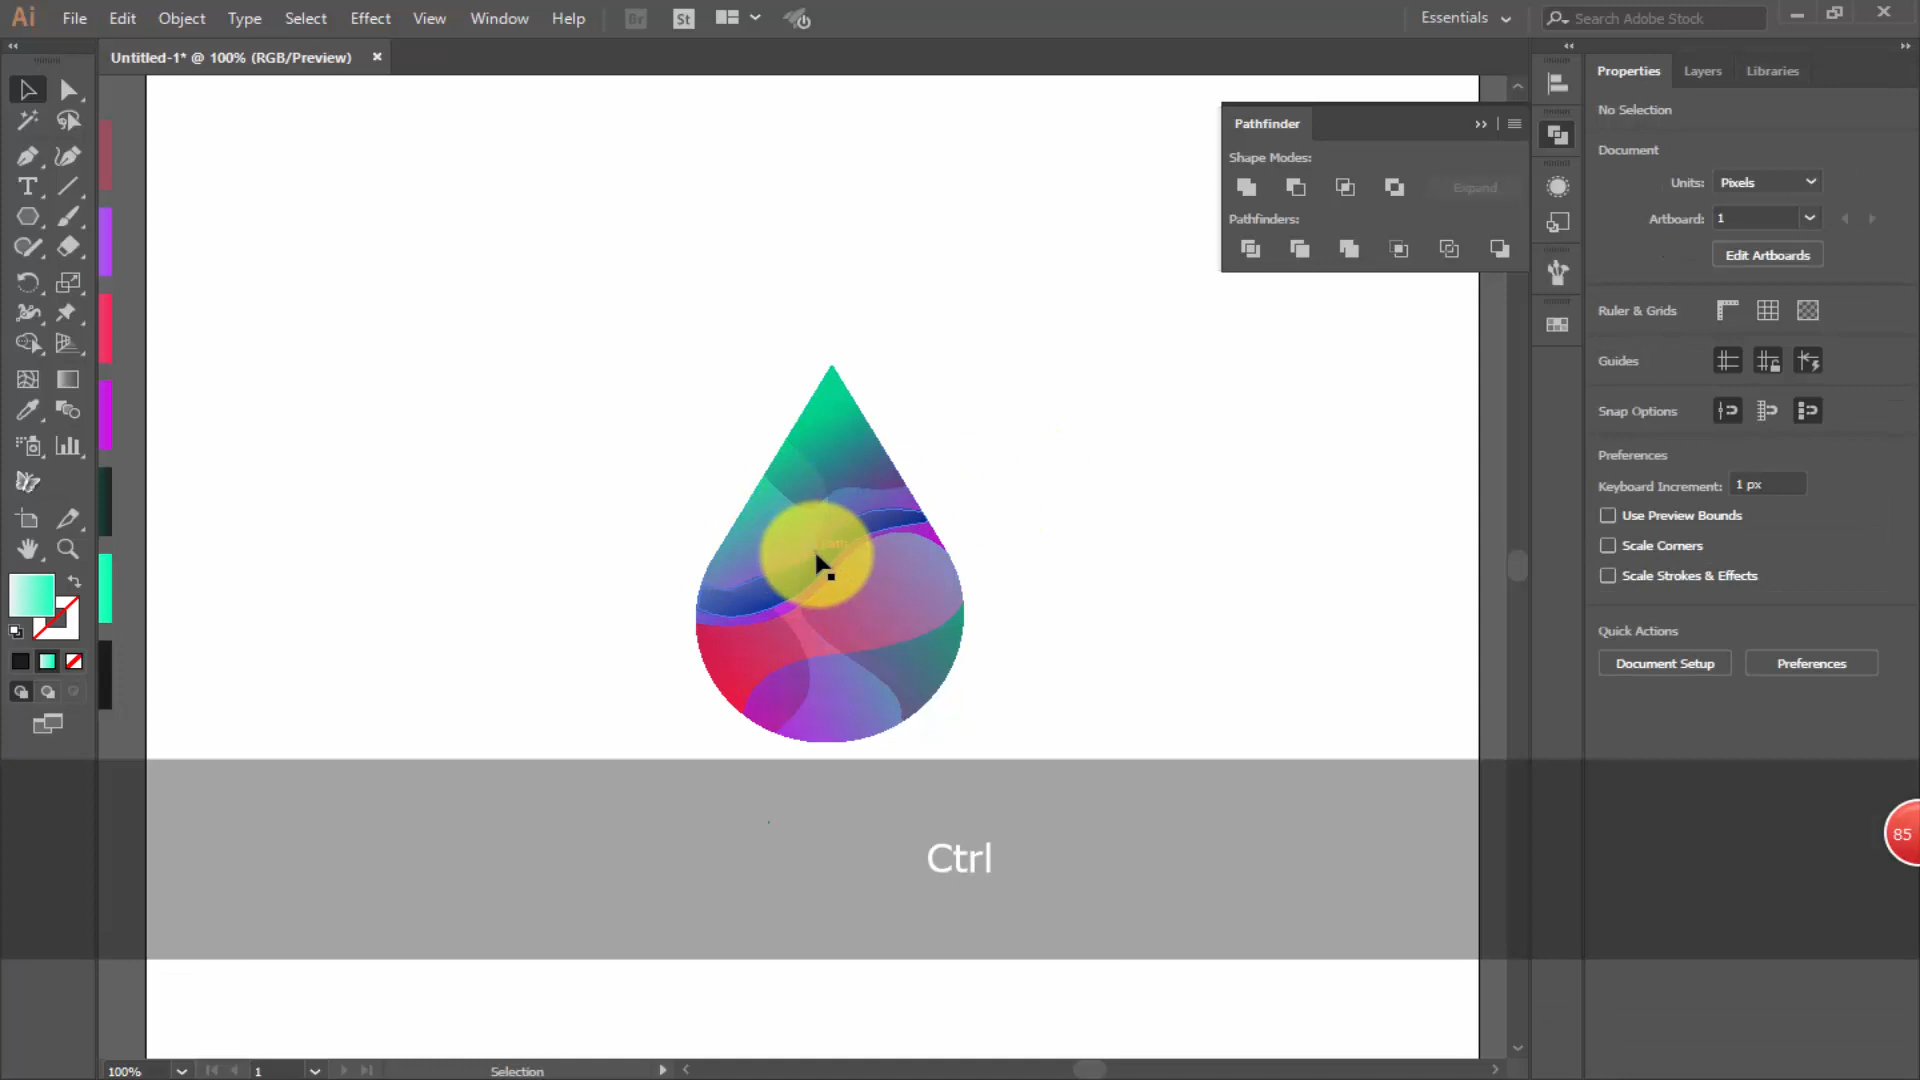 Ai File Edit Object Type Select Effect View Window Help Br St Essentials Search Adobe Stock
Untitled-1* @ 100% (RGB/Preview)
Properties Layers Libraries
No Selection
Document
Units: Pixels
Artboard: 1
Edit Artboards
Ruler & Grids
Guides
Snap Options
Preferences
Keyboard Increment: 1 px
Use Preview Bounds
Scale Corners
Scale Strokes & Effects
Quick Actions
Document Setup Preferences
Pathfinder
Shape Modes:
Expand
Pathfinders:
Ctrl
85
100% 1 Selection